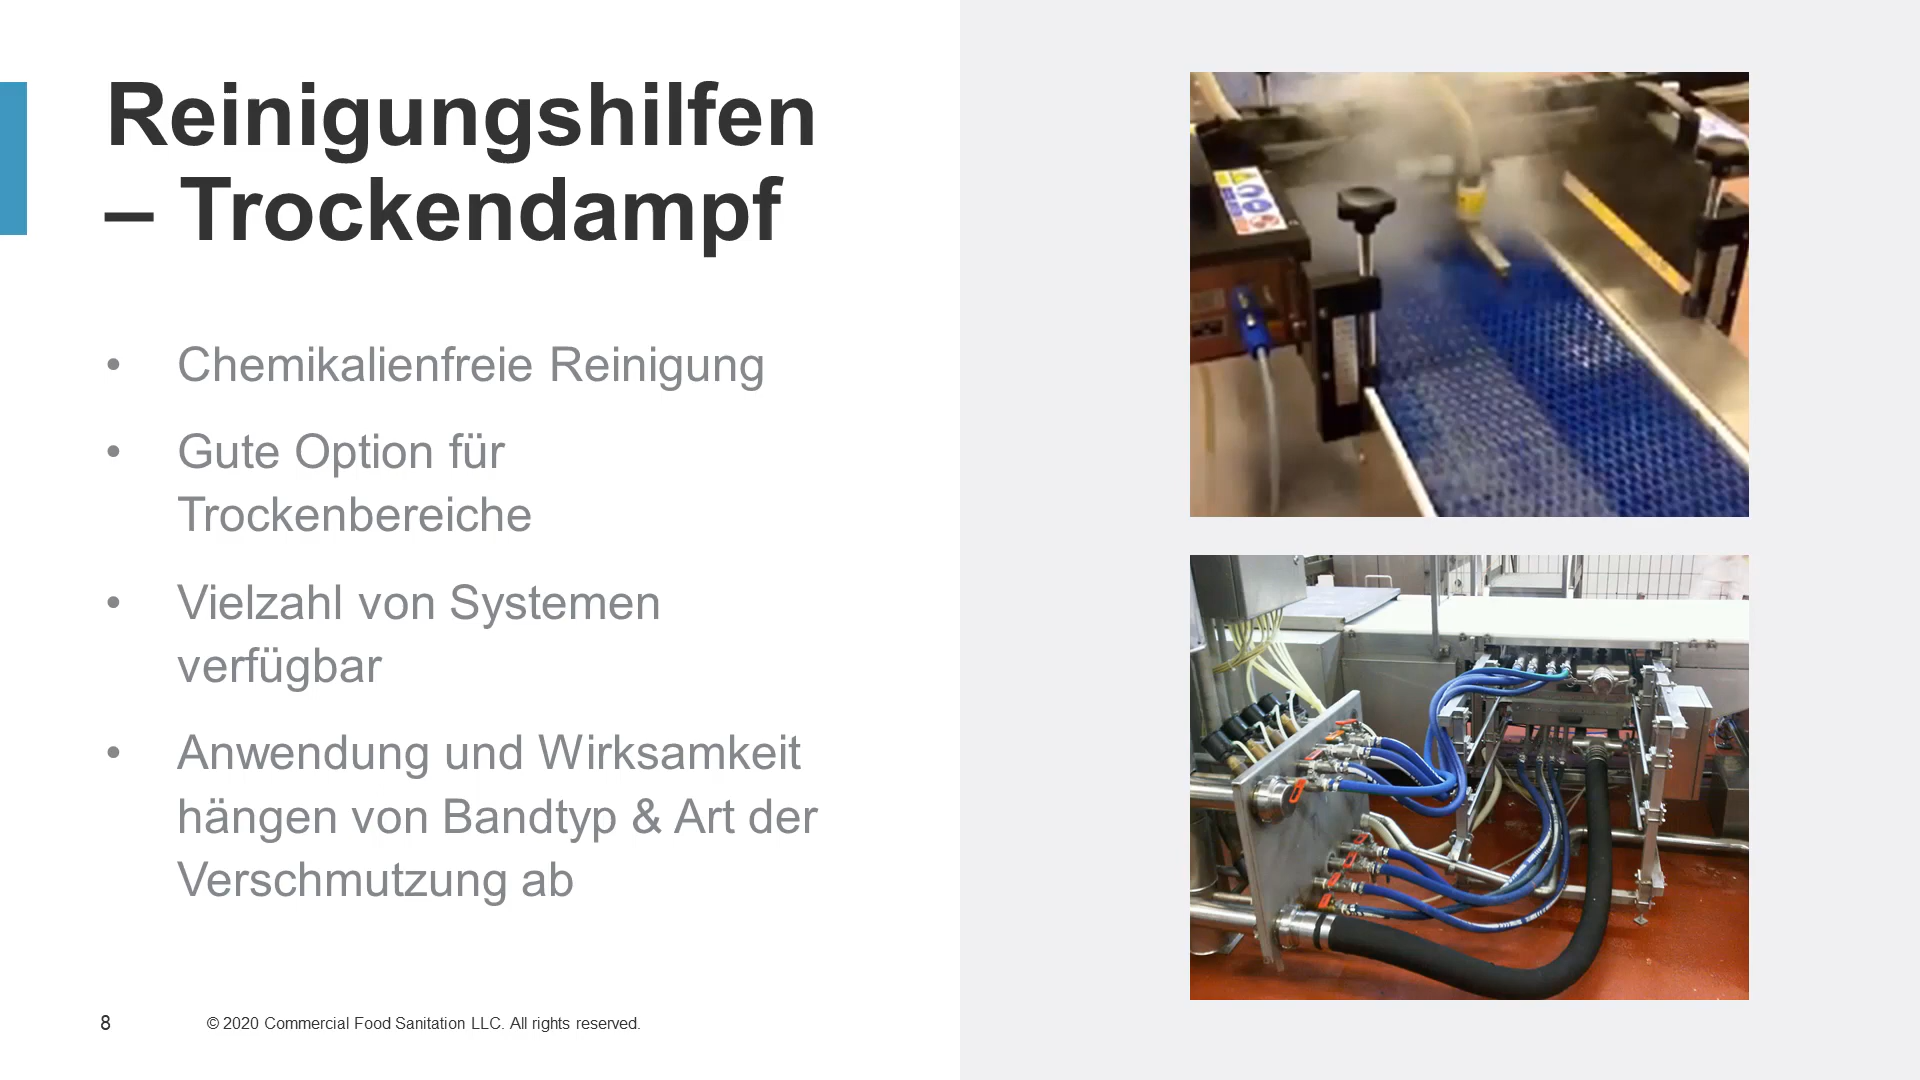 Reinigungshilfen
– Trockendampf
• Chemikalienfreie Reinigung
• Gute Option für
Trockenbereiche
• Vielzahl von Systemen
verfügbar
• Anwendung und Wirksamkeit
hängen von Bandtyp & Art der
Verschmutzung ab
8 © 2020 Commercial Food Sanitation LLC. All rights reserved.